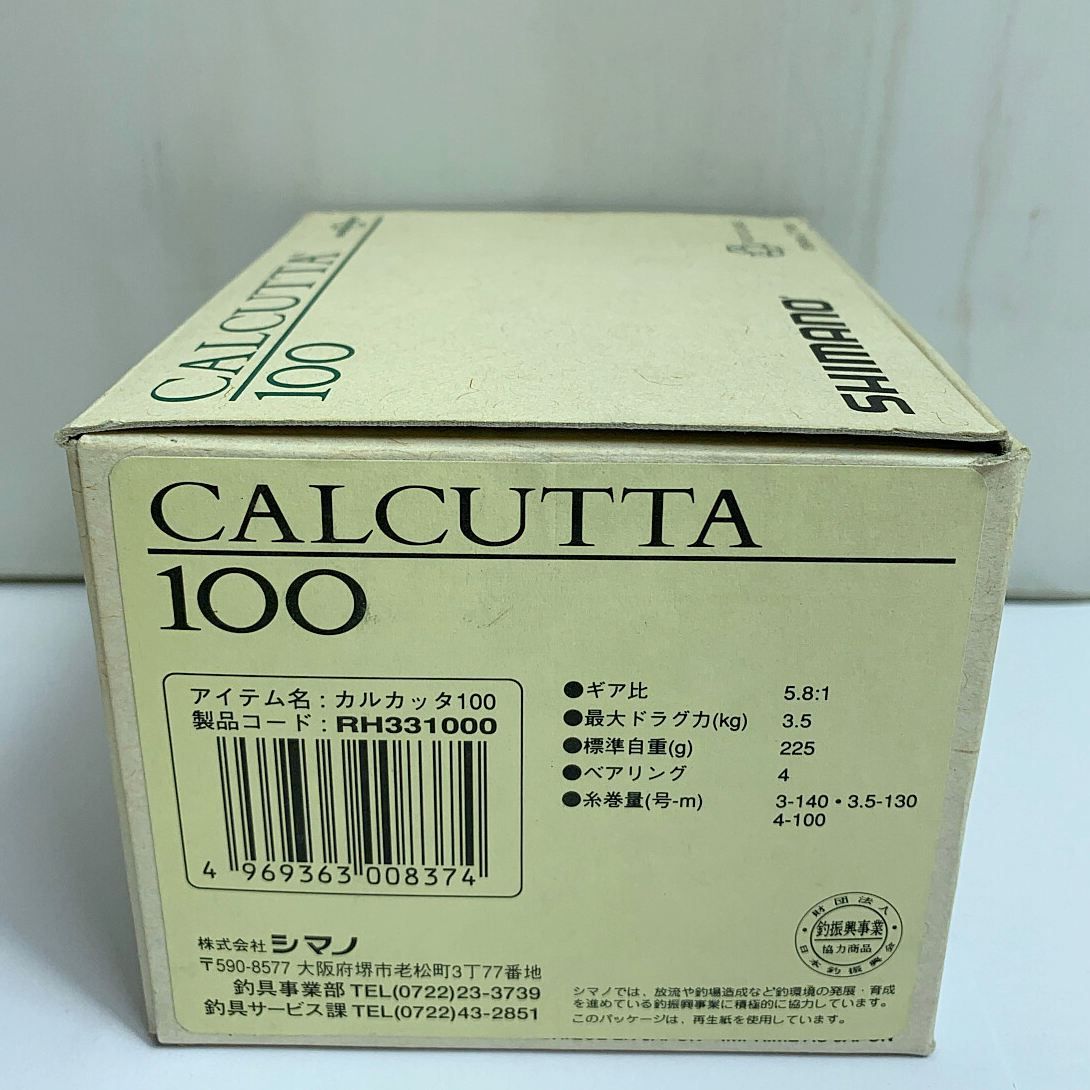 CALCUTTA
100
SHIMANO
CALCUTTA
100
アイテム名：カルカッタ100
製品コード：RH331000
4 969363 008374
●ギア比 5.8:1
●最大ドラグ力(kg) 3.5
●標準自重(g) 225
●ベアリング 4
●糸巻量(号-m) 3-140・3.5-130
4-100
財団法人
釣振興事業
協力商品
日本釣振興会
株式会社 シマノ
〒590-8577 大阪府堺市老松町3丁77番地
釣具事業部 TEL(0722)23-3739
釣具サービス課 TEL(0722)43-2851
シマノでは、放流や釣場造成など釣環境の発展・育成
を進めている釣振興事業に積極的に協力しています。
このパッケージは、再生紙を使用しています。